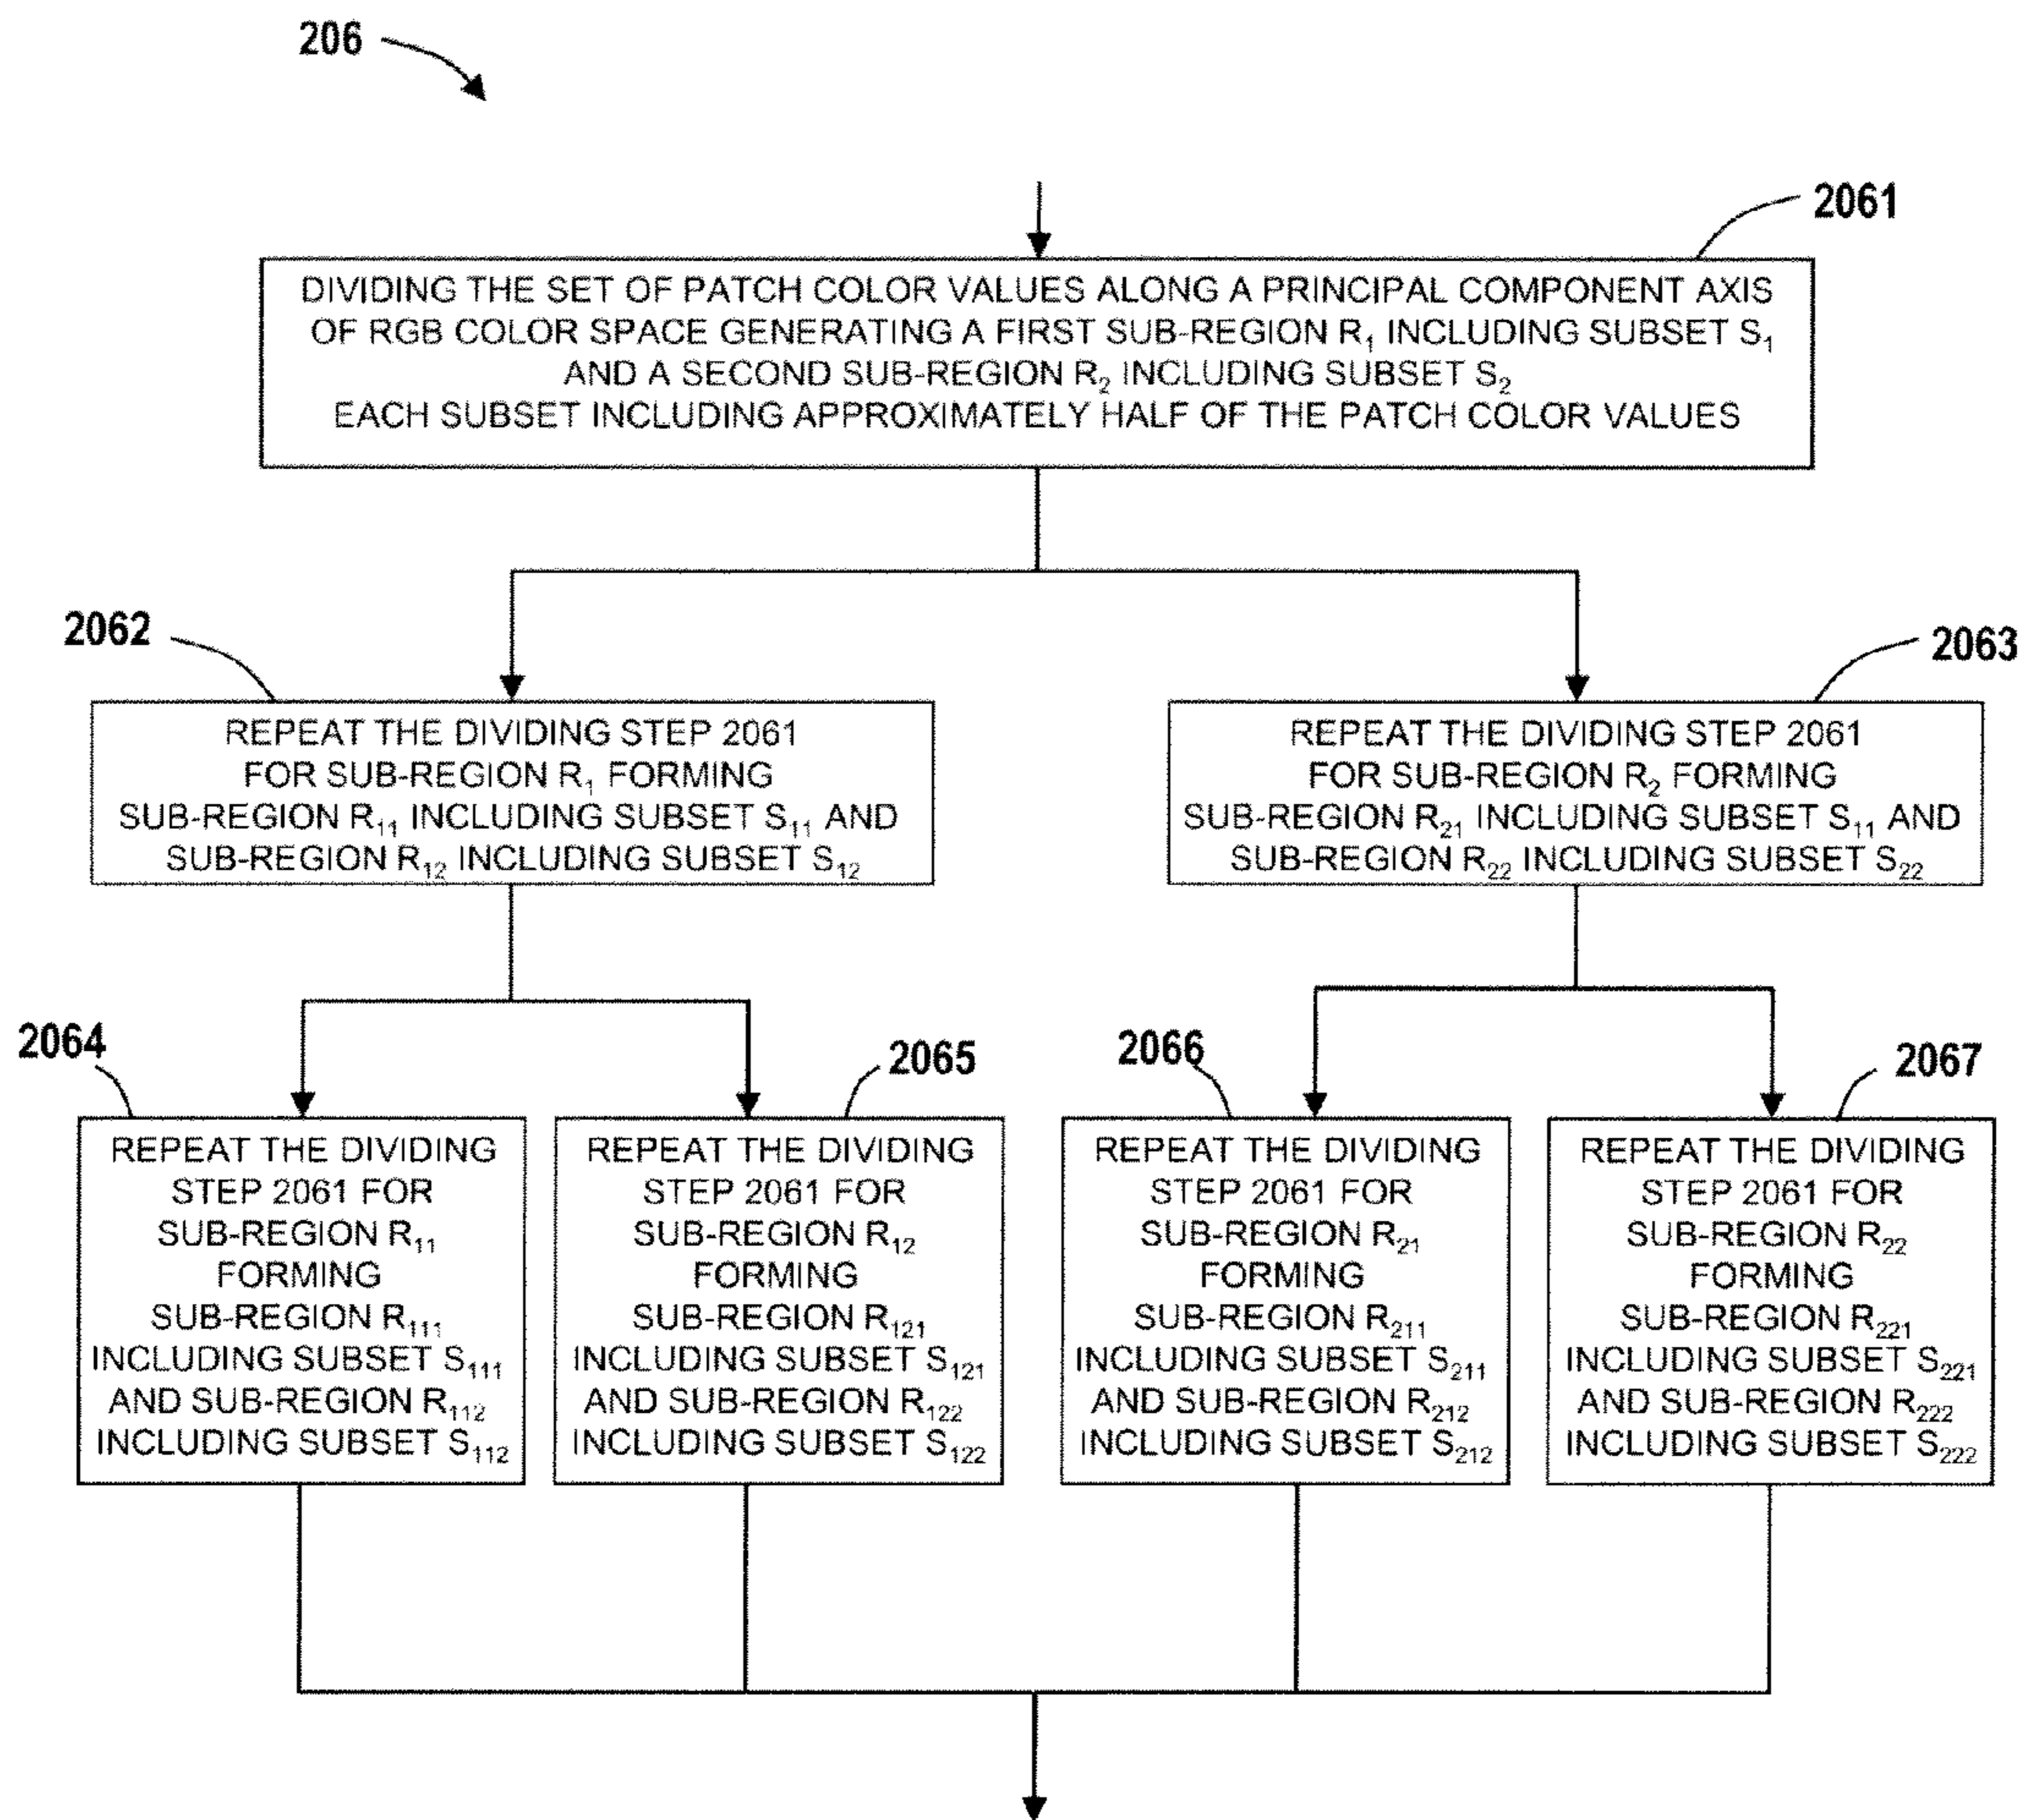 206
2061
DIVIDING THE SET OF PATCH COLOR VALUES ALONG A PRINCIPAL COMPONENT AXIS
OF RGB COLOR SPACE GENERATING A FIRST SUB-REGION R₁ INCLUDING SUBSET S₁
AND A SECOND SUB-REGION R₂ INCLUDING SUBSET S₂
EACH SUBSET INCLUDING APPROXIMATELY HALF OF THE PATCH COLOR VALUES
2062
REPEAT THE DIVIDING STEP 2061
FOR SUB-REGION R₁ FORMING
SUB-REGION R₁₁ INCLUDING SUBSET S₁₁ AND
SUB-REGION R₁₂ INCLUDING SUBSET S₁₂
2063
REPEAT THE DIVIDING STEP 2061
FOR SUB-REGION R₂ FORMING
SUB-REGION R₂₁ INCLUDING SUBSET S₁₁ AND
SUB-REGION R₂₂ INCLUDING SUBSET S₂₂
2064
REPEAT THE DIVIDING
STEP 2061 FOR
SUB-REGION R₁₁
FORMING
SUB-REGION R₁₁₁
INCLUDING SUBSET S₁₁₁
AND SUB-REGION R₁₁₂
INCLUDING SUBSET S₁₁₂
2065
REPEAT THE DIVIDING
STEP 2061 FOR
SUB-REGION R₁₂
FORMING
SUB-REGION R₁₂₁
INCLUDING SUBSET S₁₂₁
AND SUB-REGION R₁₂₂
INCLUDING SUBSET S₁₂₂
2066
REPEAT THE DIVIDING
STEP 2061 FOR
SUB-REGION R₂₁
FORMING
SUB-REGION R₂₁₁
INCLUDING SUBSET S₂₁₁
AND SUB-REGION R₂₁₂
INCLUDING SUBSET S₂₁₂
2067
REPEAT THE DIVIDING
STEP 2061 FOR
SUB-REGION R₂₂
FORMING
SUB-REGION R₂₂₁
INCLUDING SUBSET S₂₂₁
AND SUB-REGION R₂₂₂
INCLUDING SUBSET S₂₂₂